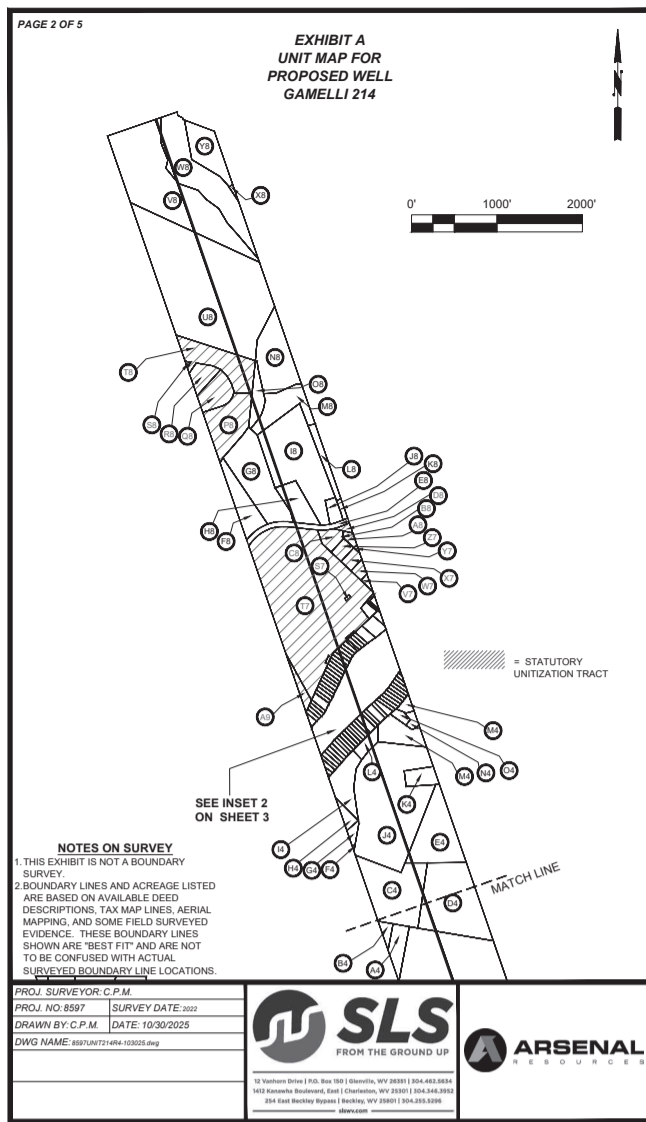 PAGE 2 OF 5
EXHIBIT A
UNIT MAP FOR
PROPOSED WELL
GAMELLI 214
N
0'
1000'
2000'
Y8
W8
X8
V8
U8
T8
N8
O8
M8
S8
R8
Q8
P8
I8
L8
G8
J8
K8
E8
D8
B8
A8
Z7
Y7
X7
W7
V7
H8
F8
C8
S7
T7
A9
= STATUTORY
UNITIZATION TRACT
M4
M4
N4
O4
L4
K4
SEE INSET 2
ON SHEET 3
I4
H4
G4
F4
J4
E4
C4
D4
MATCH LINE
B4
A4
NOTES ON SURVEY
1. THIS EXHIBIT IS NOT A BOUNDARY
SURVEY.
2. BOUNDARY LINES AND ACREAGE LISTED
ARE BASED ON AVAILABLE DEED
DESCRIPTIONS, TAX MAP LINES, AERIAL
MAPPING, AND SOME FIELD SURVEYED
EVIDENCE. THESE BOUNDARY LINES
SHOWN ARE "BEST FIT" AND ARE NOT
TO BE CONFUSED WITH ACTUAL
SURVEYED BOUNDARY LINE LOCATIONS.
PROJ. SURVEYOR: C.P.M.
PROJ. NO: 8597
SURVEY DATE: 2022
DRAWN BY: C.P.M.
DATE: 10/30/2025
DWG NAME: 8597UNIT214R4-103025.dwg
SLS
FROM THE GROUND UP
12 Vanhorn Drive | P.O. Box 150 | Glenville, WV 26351 | 304.462.5634
1412 Kanawha Boulevard, East | Charleston, WV 25301 | 304.346.3952
254 East Beckley Bypass | Beckley, WV 25801 | 304.255.5296
slswv.com
ARSENAL
RESOURCES